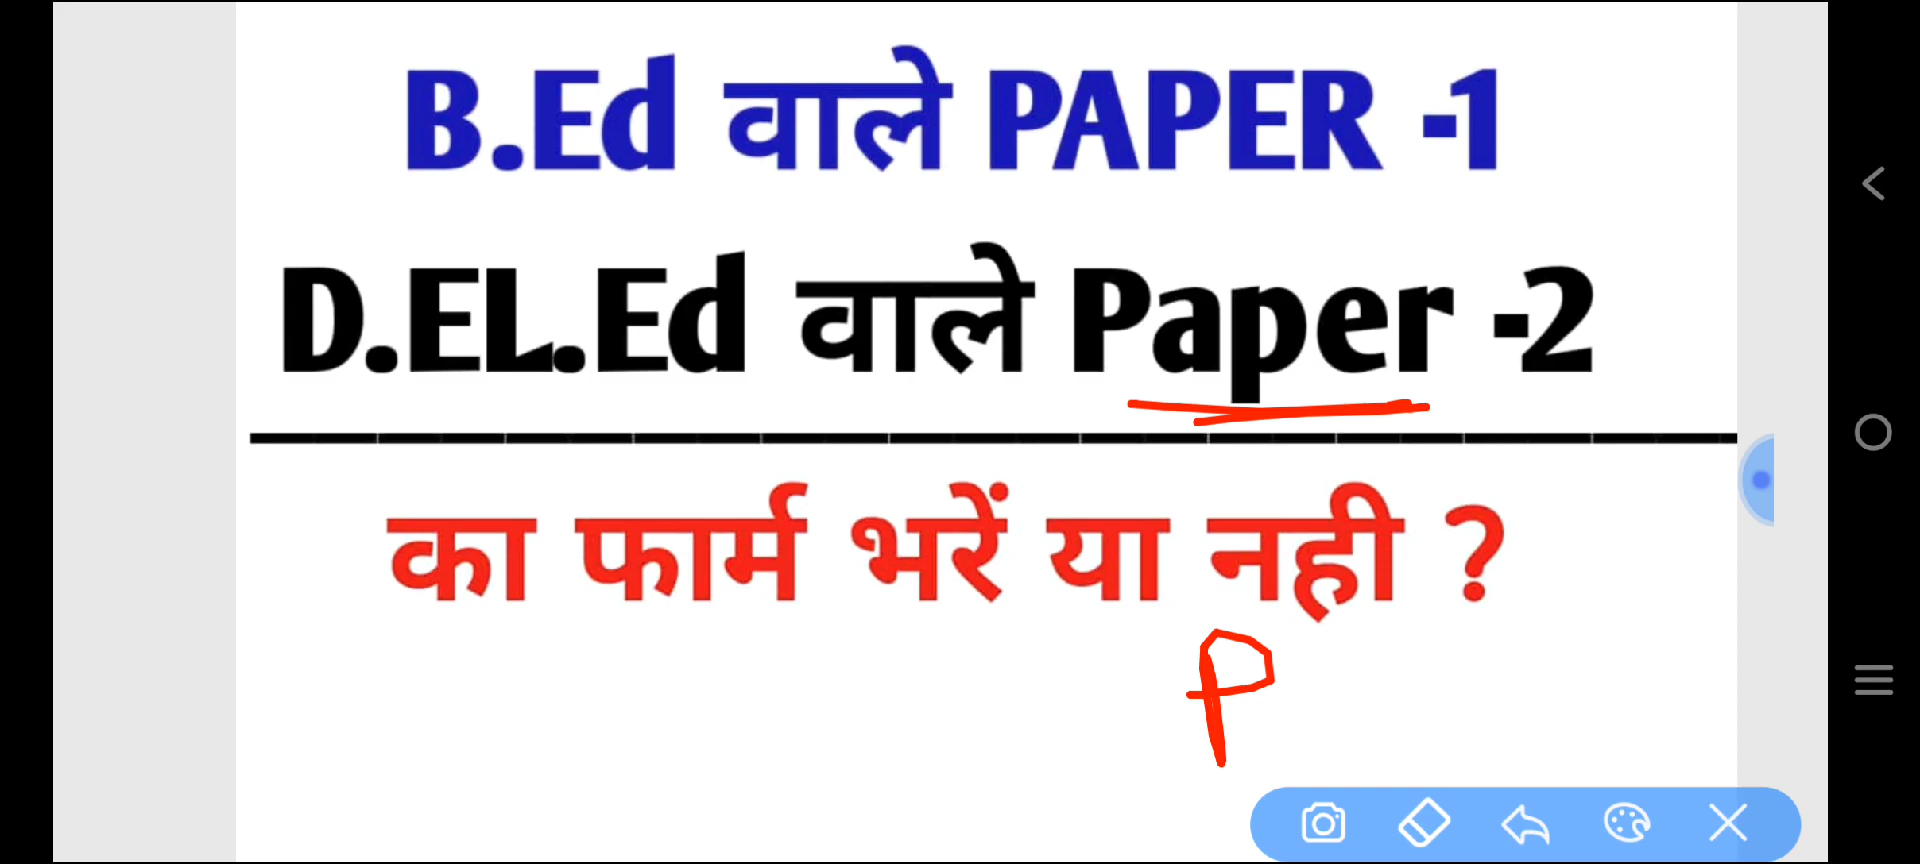 B.Ed वाले PAPER -1
D.EL.Ed वाले Paper -2
का फार्म भरें या नही ?
P